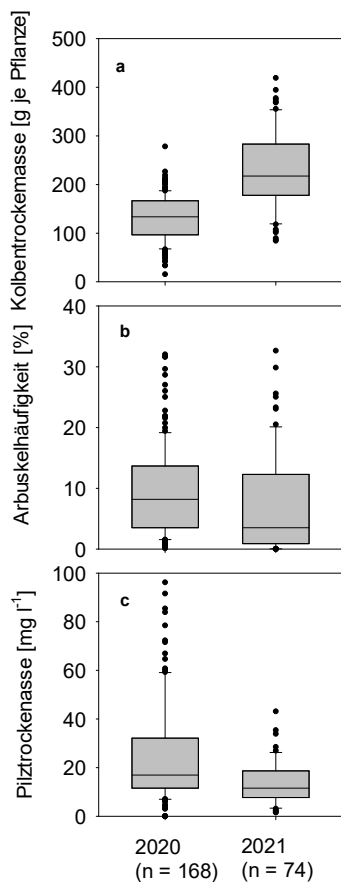 Kolbentrockemasse [g je Pflanze]
500
a
400
300
200
100
0
Arbuskelhäufigkeit [%]
40
b
30
20
10
0
Pilztrockenasse [mg l⁻¹]
100
c
80
60
40
20
0
2020 2021
(n = 168) (n = 74)